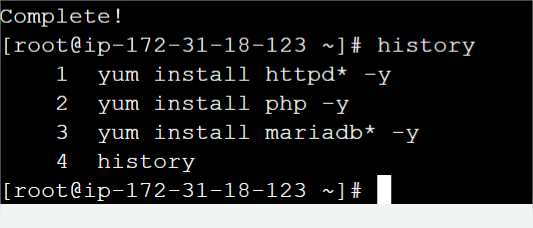 Complete!
[root@ip-172-31-18-123 ~]# history
    1  yum install httpd* -y
    2  yum install php -y
    3  yum install mariadb* -y
    4  history
[root@ip-172-31-18-123 ~]#